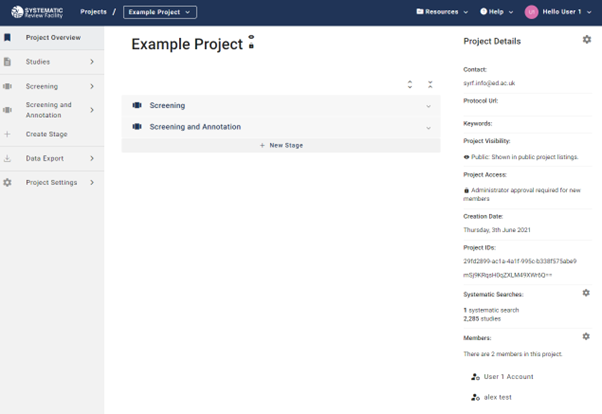 SYSTEMATIC
Review Facility
Projects / Example Project
Resources
Help
U1
Hello User 1
Project Overview
Studies
Screening
Screening and
Annotation
Create Stage
Data Export
Project Settings
Example Project
Screening
Screening and Annotation
+ New Stage
Project Details
Contact:
syrf.info@ed.ac.uk
Protocol Url:
Keywords:
Project Visibility:
Public: Shown in public project listings.
Project Access:
Administrator approval required for new
members
Creation Date:
Thursday, 3rd June 2021
Project IDs:
29fd2899-ac1a-4a1f-995c-b338f575abe9
mSj9KRqsH0qZXLM49XWr6Q==
Systematic Searches:
1 systematic search
2,285 studies
Members:
There are 2 members in this project.
User 1 Account
alex test